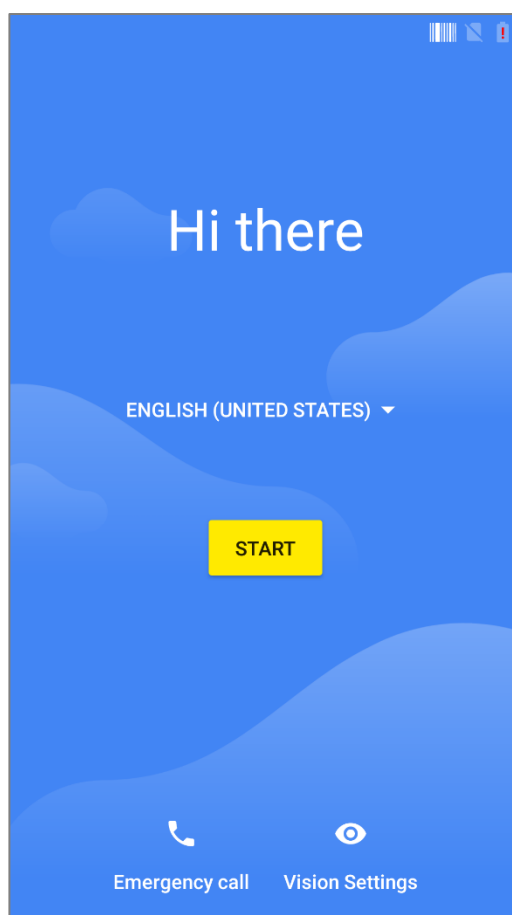 Hi there
ENGLISH (UNITED STATES)
START
Emergency call
Vision Settings